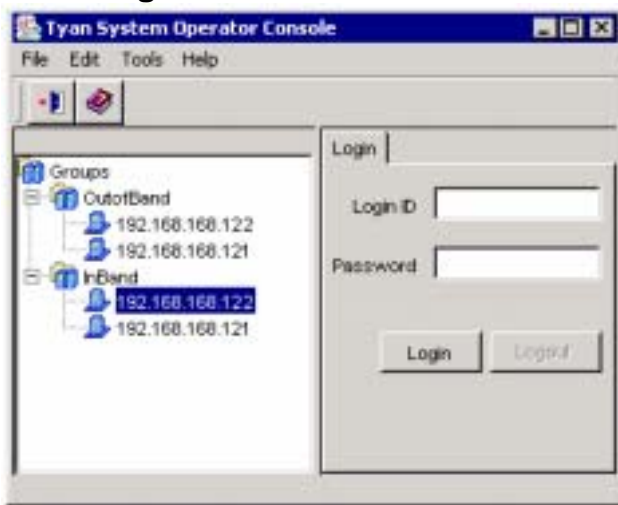 Tyan System Operator Console
File Edit Tools Help
Groups
OutofBand
192.168.168.122
192.168.168.121
InBand
192.168.168.122
192.168.168.121
Login
Login ID
Password
Login Logout